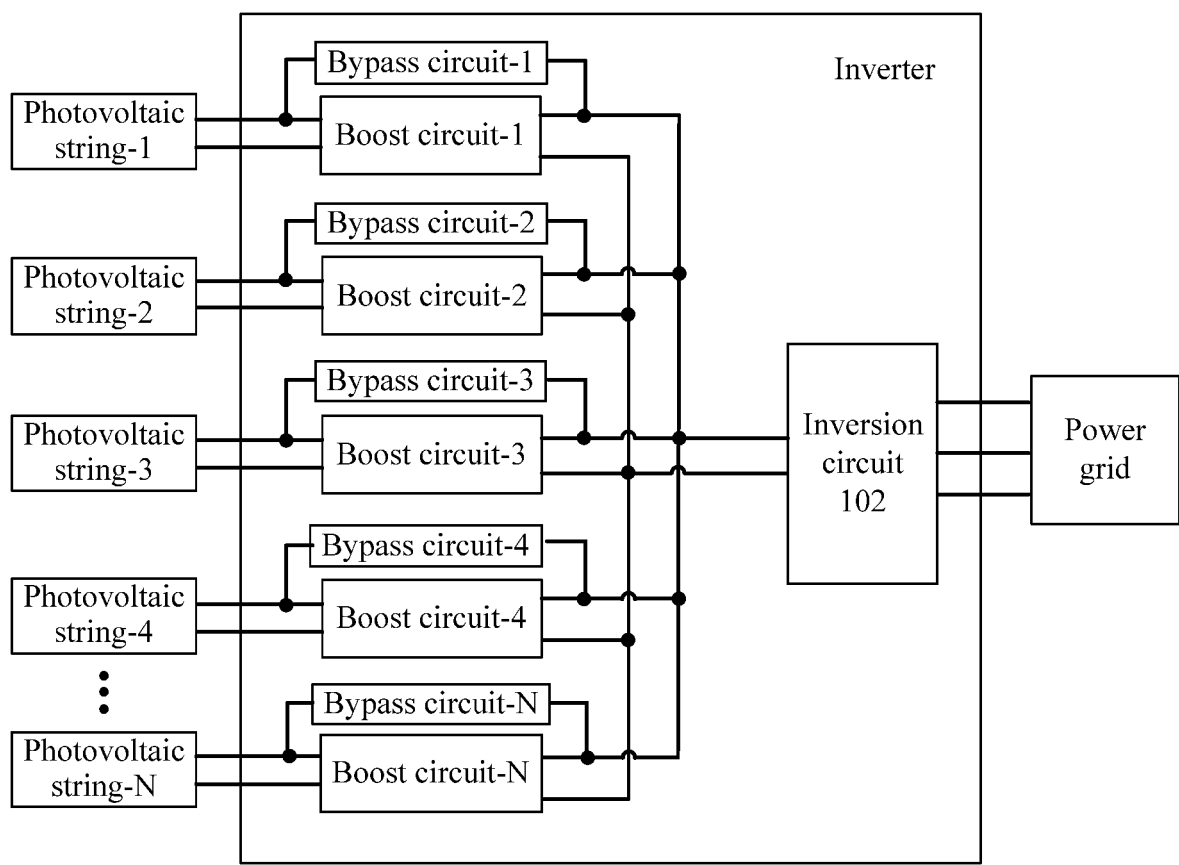 Inverter
Bypass circuit-1
Photovoltaic
string-1
Boost circuit-1
Bypass circuit-2
Photovoltaic
string-2
Boost circuit-2
Bypass circuit-3
Photovoltaic
string-3
Boost circuit-3
Inversion
circuit
102
Power
grid
Bypass circuit-4
Photovoltaic
string-4
Boost circuit-4
Bypass circuit-N
Photovoltaic
string-N
Boost circuit-N